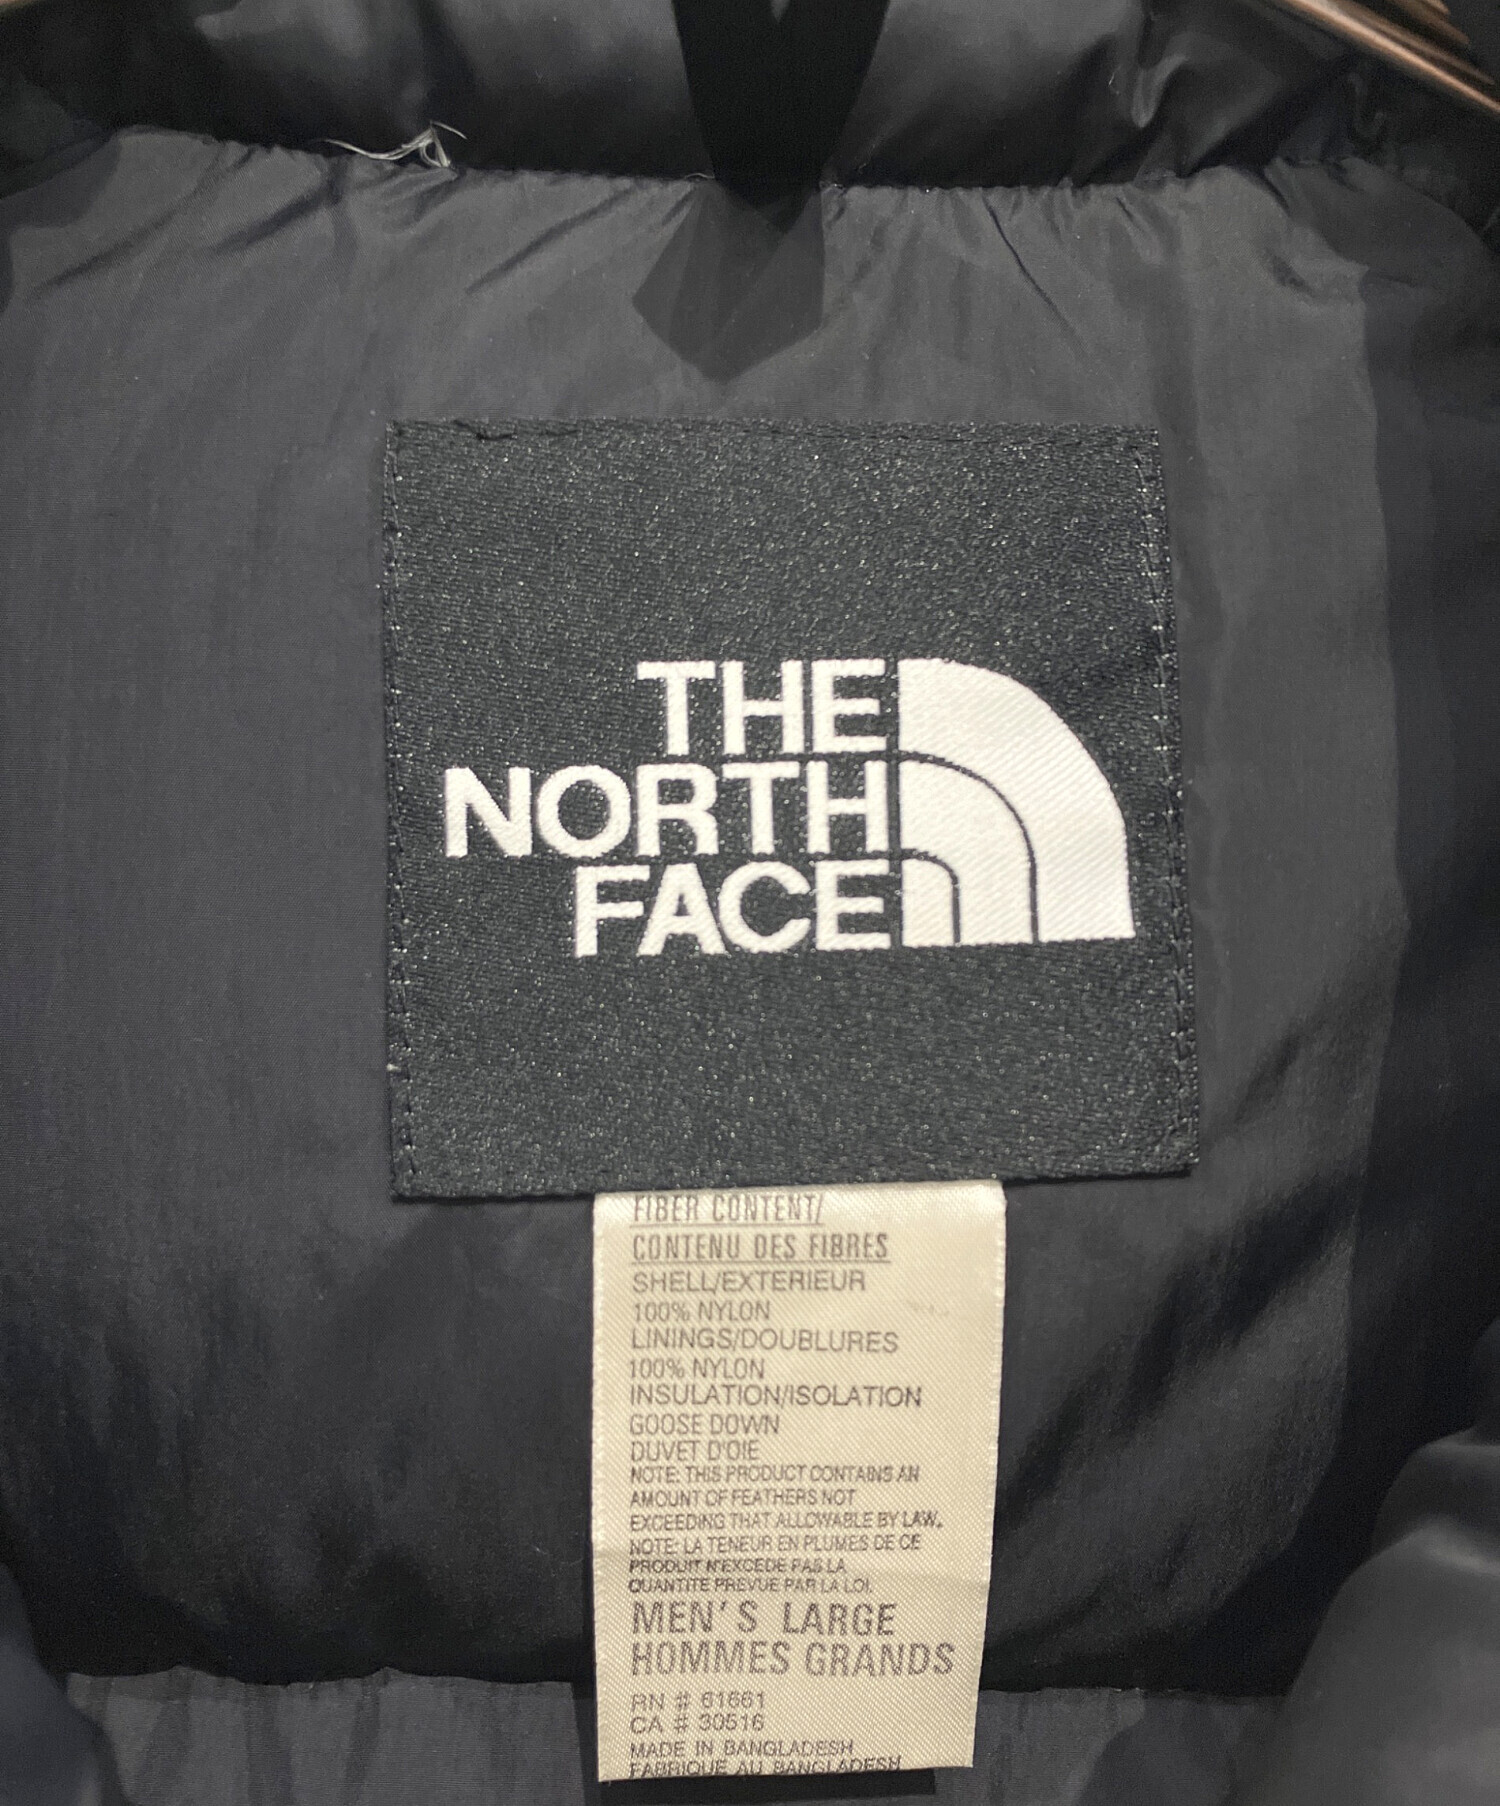 THE
NORTH
FACE
FIBER CONTENT/
CONTENU DES FIBRES
SHELL/EXTERIEUR
100% NYLON
LININGS/DOUBLURES
100% NYLON
INSULATION/ISOLATION
GOOSE DOWN
DUVET D'OIE
NOTE: THIS PRODUCT CONTAINS AN
AMOUNT OF FEATHERS NOT
EXCEEDING THAT ALLOWABLE BY LAW.
NOTE: LA TENEUR EN PLUMES DE CE
PRODUIT N'EXCEDE PAS LA
QUANTITE PREVUE PAR LA LOI.
MEN'S LARGE
HOMMES GRANDS
RN # 61661
CA # 30516
MADE IN BANGLADESH
FABRIQUE AU BANGLADESH